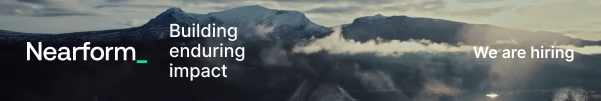 Nearform_
Building
enduring
impact
We are hiring